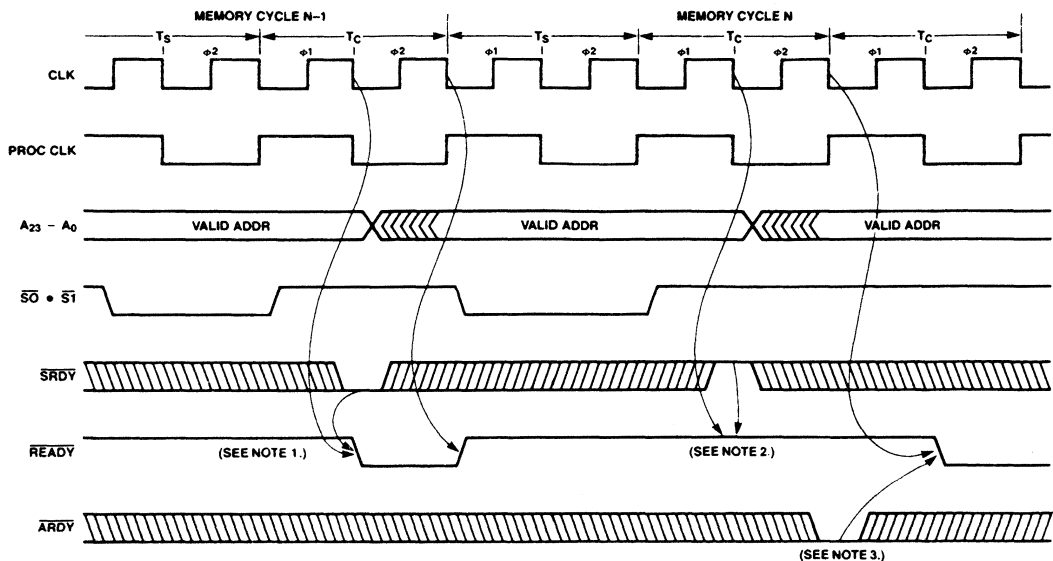 MEMORY CYCLE N–1 MEMORY CYCLE N
TS TC TS TC TC
Φ2 Φ1 Φ2 Φ1 Φ2 Φ1 Φ2 Φ1 Φ2
CLK
PROC CLK
A23 – A0 VALID ADDR VALID ADDR VALID ADDR
S0 • S1
SRDY
READY (SEE NOTE 1.) (SEE NOTE 2.)
ARDY
(SEE NOTE 3.)